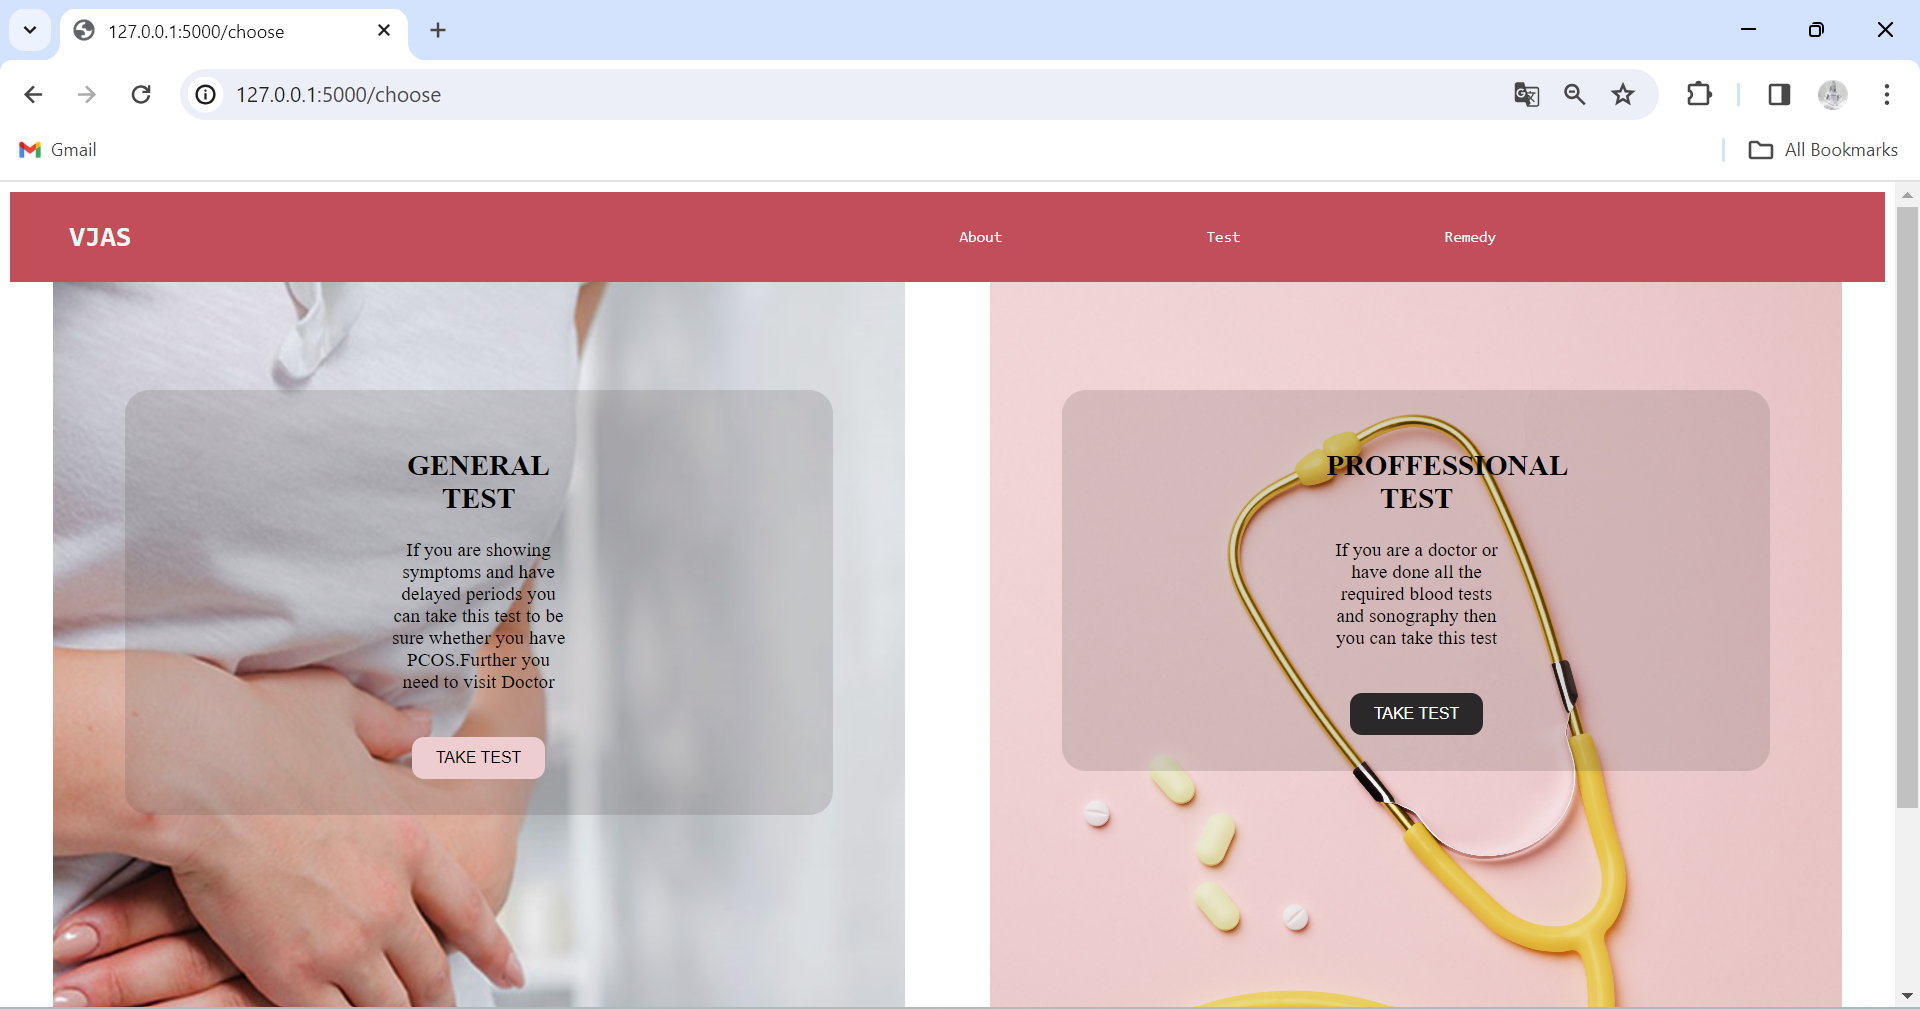 127.0.0.1:5000/choose
127.0.0.1:5000/choose
Gmail
All Bookmarks
VJAS
About
Test
Remedy
GENERAL
TEST
If you are showing
symptoms and have
delayed periods you
can take this test to be
sure whether you have
PCOS.Further you
need to visit Doctor
TAKE TEST
PROFFESSIONAL
TEST
If you are a doctor or
have done all the
required blood tests
and sonography then
you can take this test
TAKE TEST